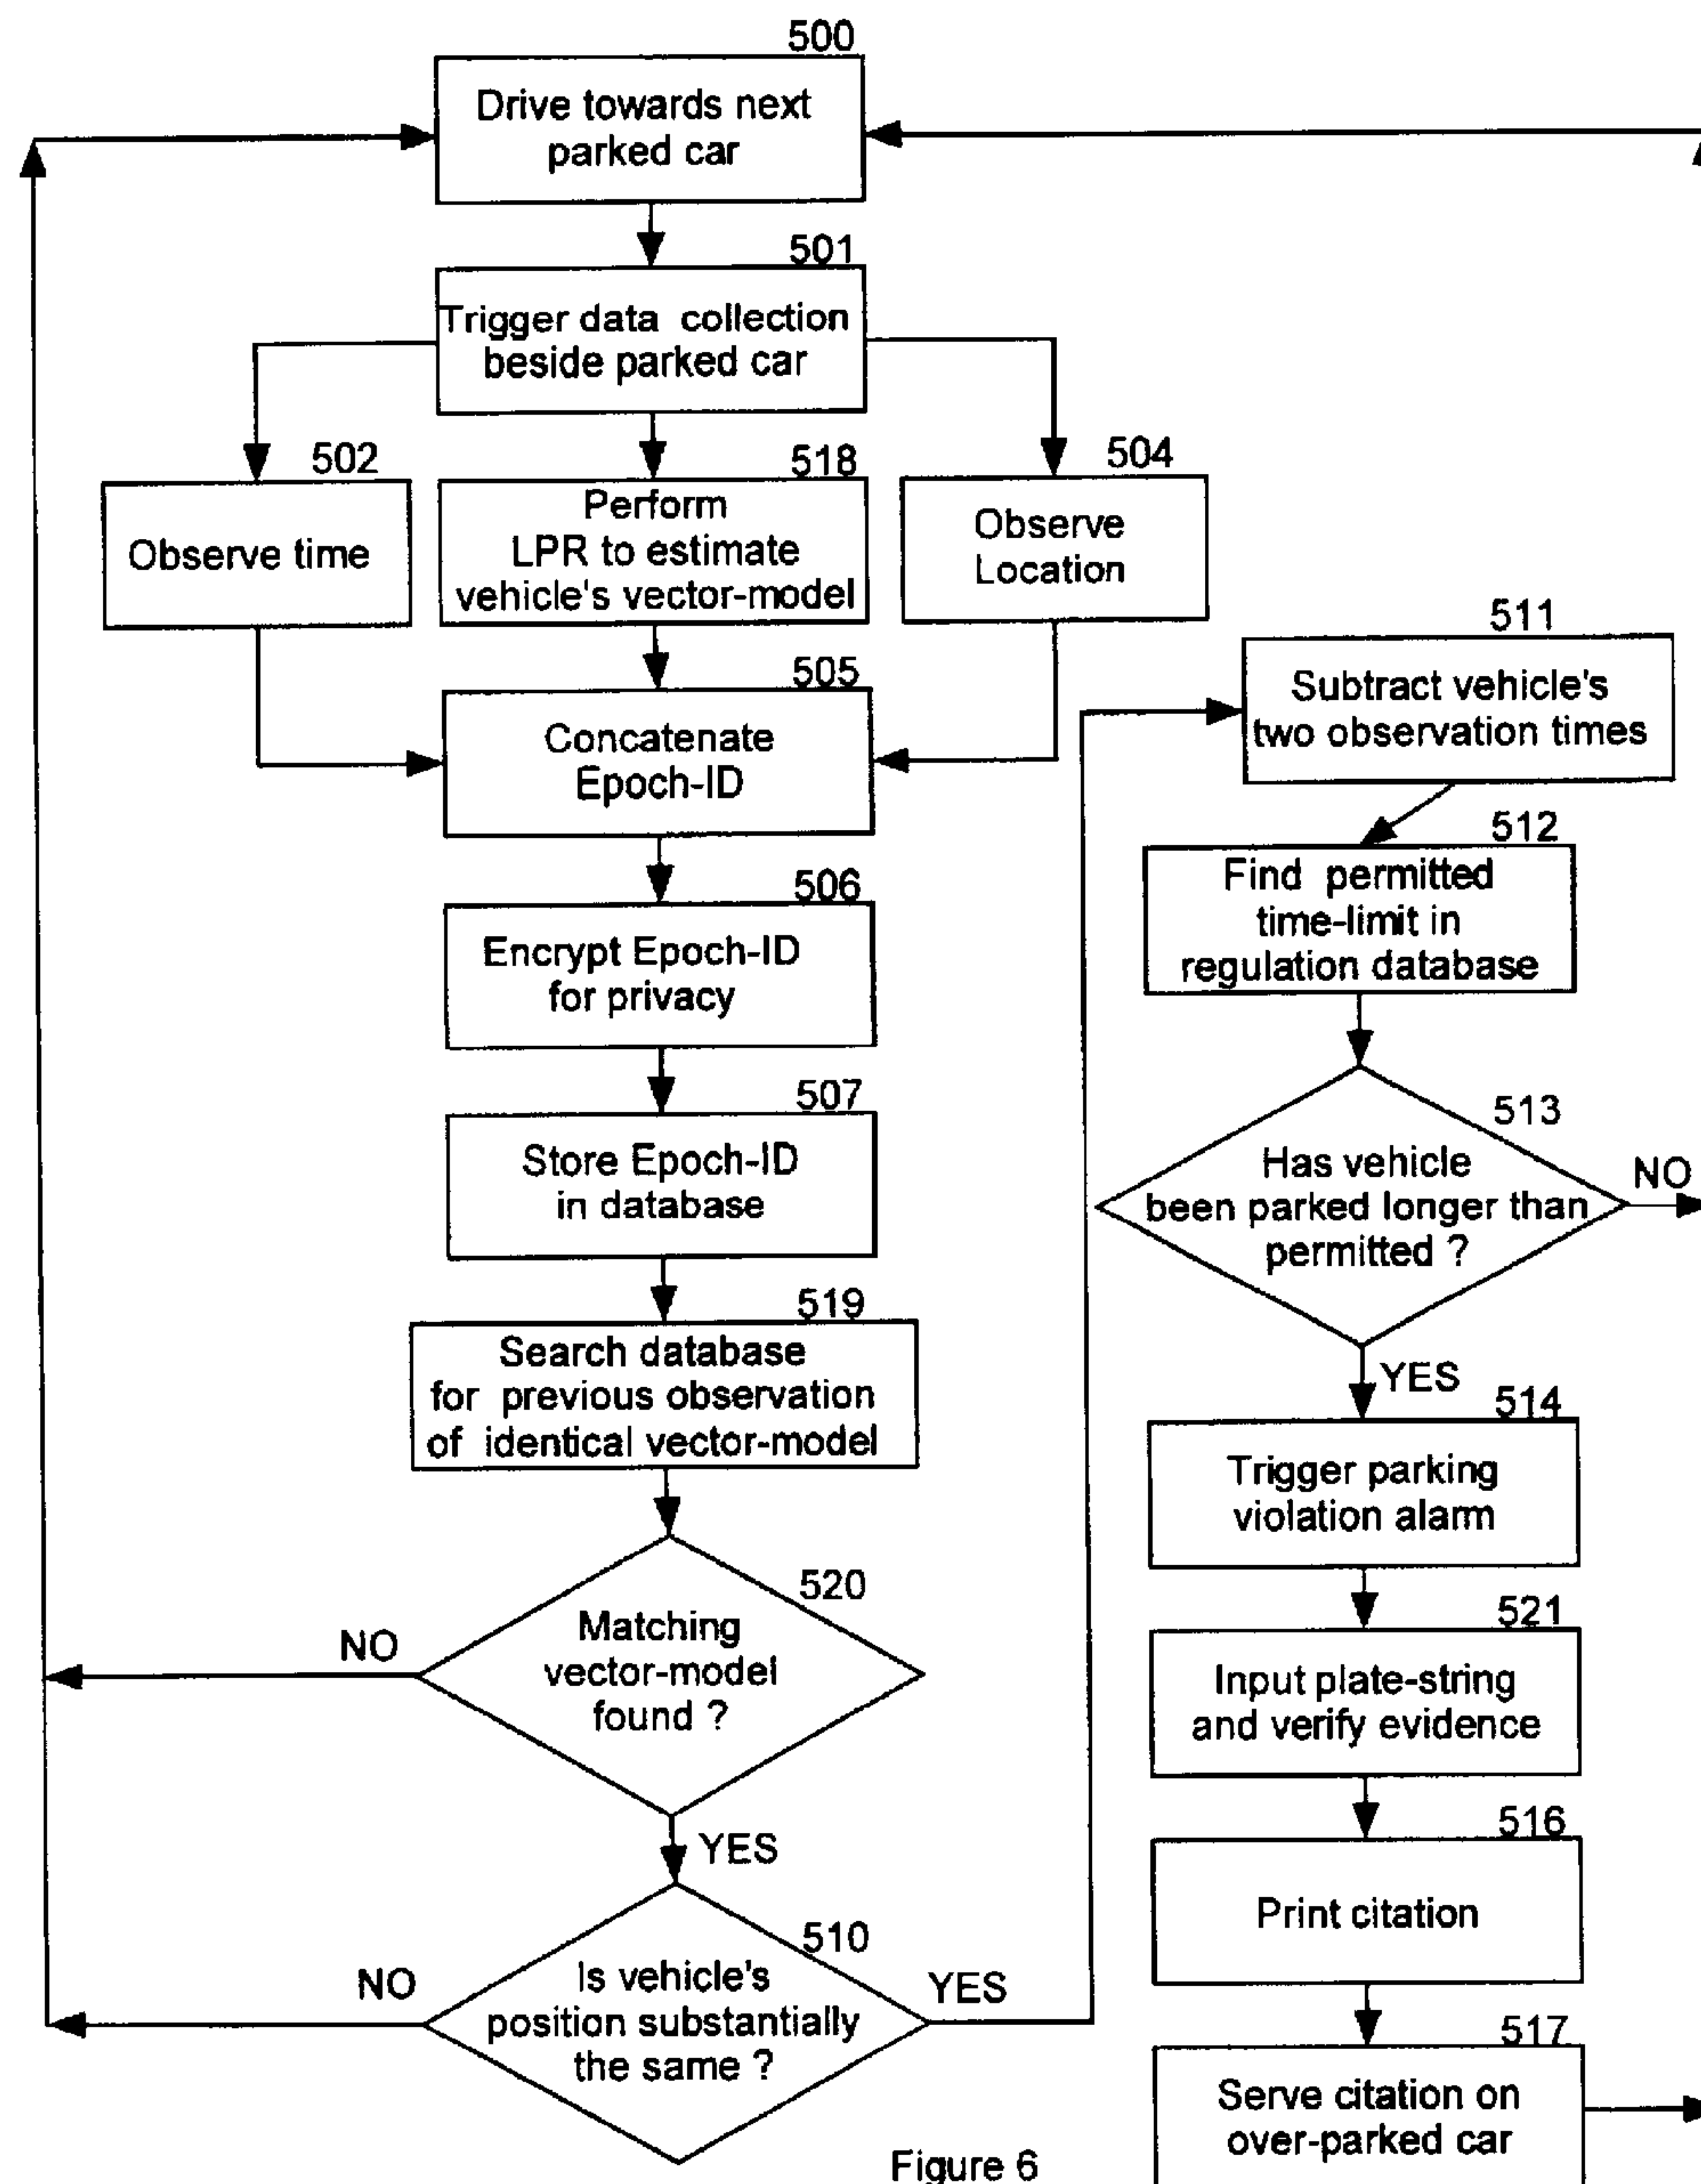 500
Drive towards next
parked car
501
Trigger data collection
beside parked car
502
Observe time
518
Perform
LPR to estimate
vehicle's vector-model
504
Observe
Location
505
Concatenate
Epoch-ID
506
Encrypt Epoch-ID
for privacy
507
Store Epoch-ID
in database
519
Search database
for previous observation
of identical vector-model
520
Matching
vector-model
found ?
NO
YES
510
Is vehicle's
position substantially
the same ?
NO
YES
511
Subtract vehicle's
two observation times
512
Find permitted
time-limit in
regulation database
513
Has vehicle
been parked longer than
permitted ?
NO
YES
514
Trigger parking
violation alarm
521
Input plate-string
and verify evidence
516
Print citation
517
Serve citation on
over-parked car
Figure 6